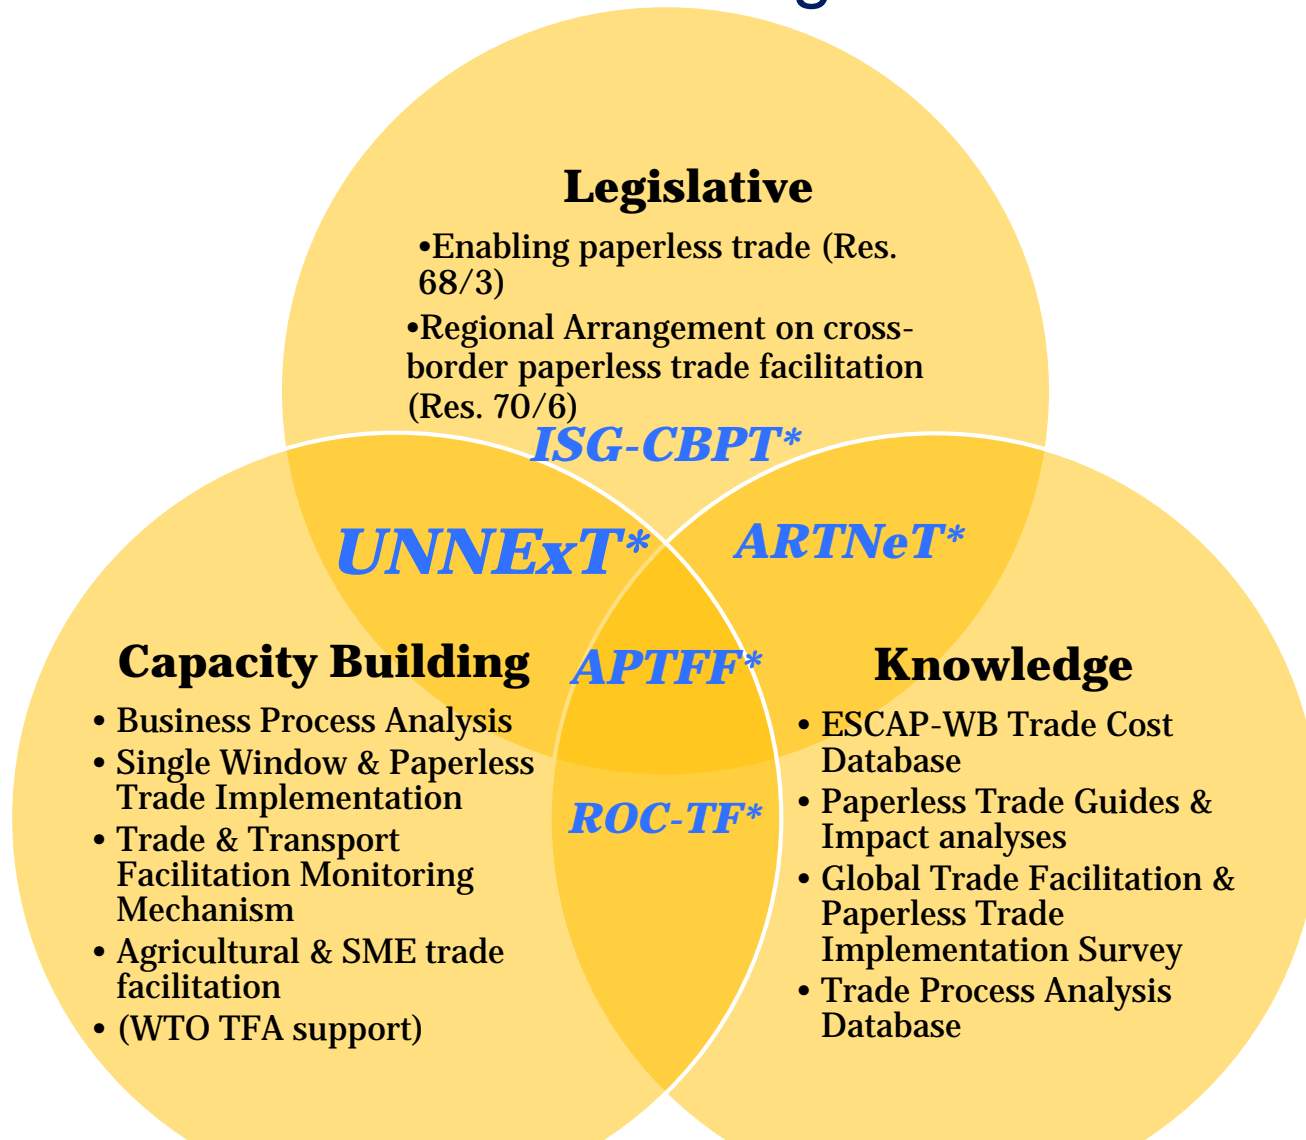 Legislative
•Enabling paperless trade (Res.
68/3)
•Regional Arrangement on cross-
border paperless trade facilitation
(Res. 70/6)
ISG-CBPT*
UNNExT*
ARTNeT*
APTFF*
ROC-TF*
Capacity Building
• Business Process Analysis
• Single Window & Paperless
Trade Implementation
• Trade & Transport
Facilitation Monitoring
Mechanism
• Agricultural & SME trade
facilitation
• (WTO TFA support)
Knowledge
• ESCAP-WB Trade Cost
Database
• Paperless Trade Guides &
Impact analyses
• Global Trade Facilitation &
Paperless Trade
Implementation Survey
• Trade Process Analysis
Database